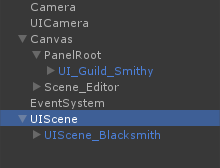 Camera
UICamera
Canvas
PanelRoot
UI_Guild_Smithy
Scene_Editor
EventSystem
UIScene
UIScene_Blacksmith